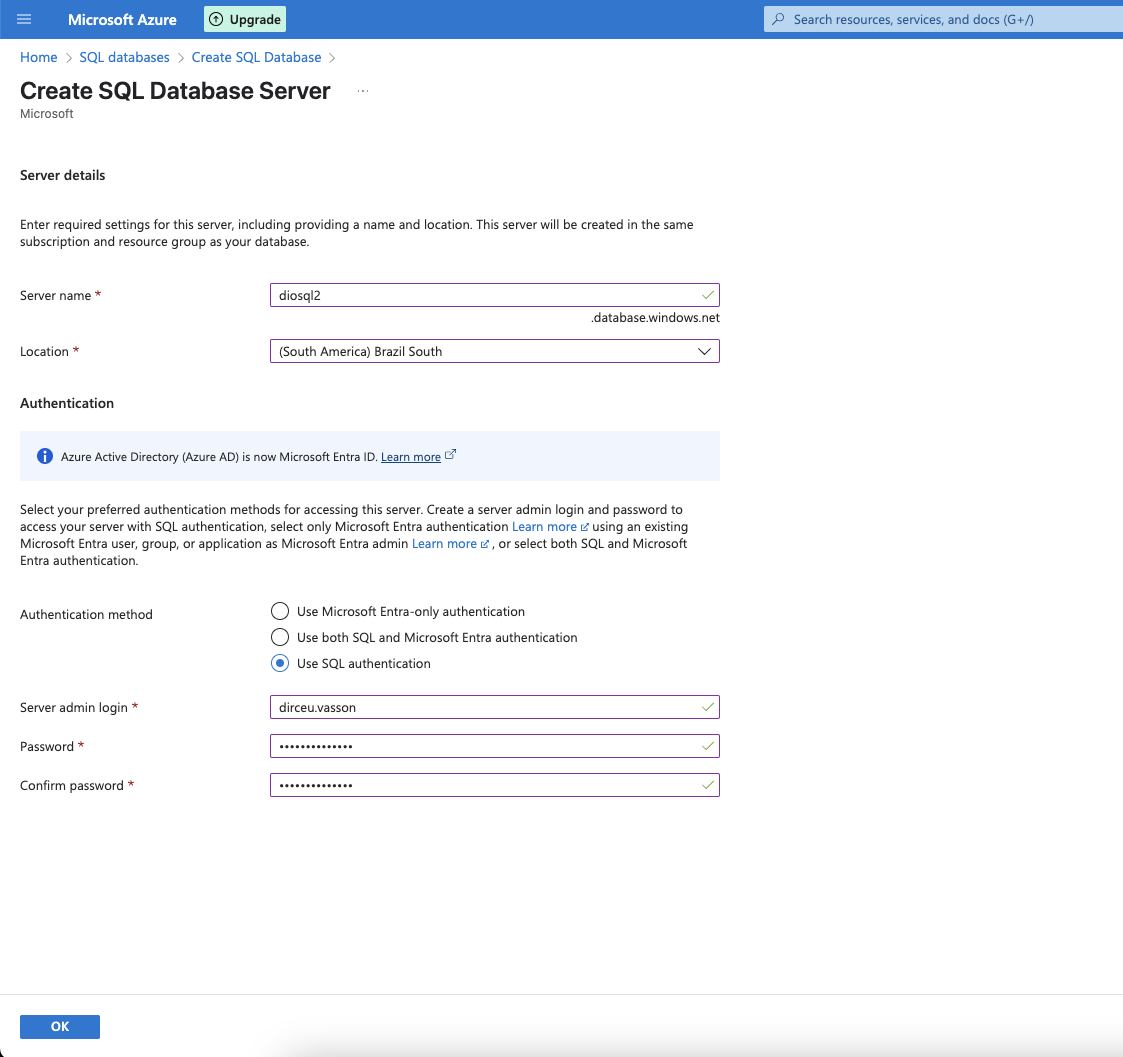 Microsoft Azure
Upgrade
Search resources, services, and docs (G+/)
Home > SQL databases > Create SQL Database >
Create SQL Database Server ...
Microsoft
Server details
Enter required settings for this server, including providing a name and location. This server will be created in the same
subscription and resource group as your database.
Server name *
diosql2
.database.windows.net
Location *
(South America) Brazil South
Authentication
Azure Active Directory (Azure AD) is now Microsoft Entra ID. Learn more
Select your preferred authentication methods for accessing this server. Create a server admin login and password to
access your server with SQL authentication, select only Microsoft Entra authentication Learn more using an existing
Microsoft Entra user, group, or application as Microsoft Entra admin Learn more , or select both SQL and Microsoft
Entra authentication.
Authentication method
Use Microsoft Entra-only authentication
Use both SQL and Microsoft Entra authentication
Use SQL authentication
Server admin login *
dirceu.vasson
Password *
••••••••••••••
Confirm password *
••••••••••••••
OK